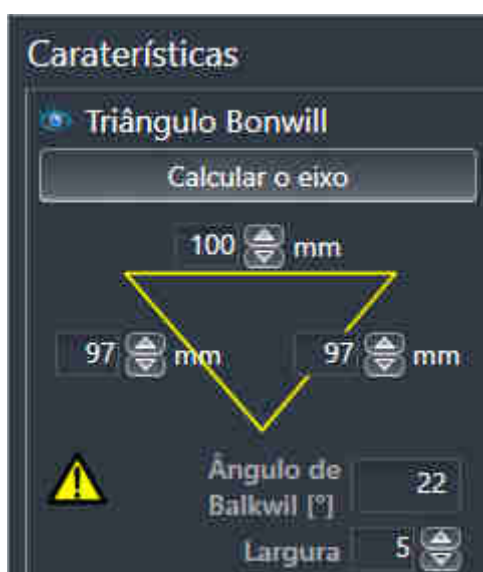 Caraterísticas
Triângulo Bonwill
Calcular o eixo
100 mm
97 mm 97 mm
Ângulo de
Balkwil [°] 22
Largura 5